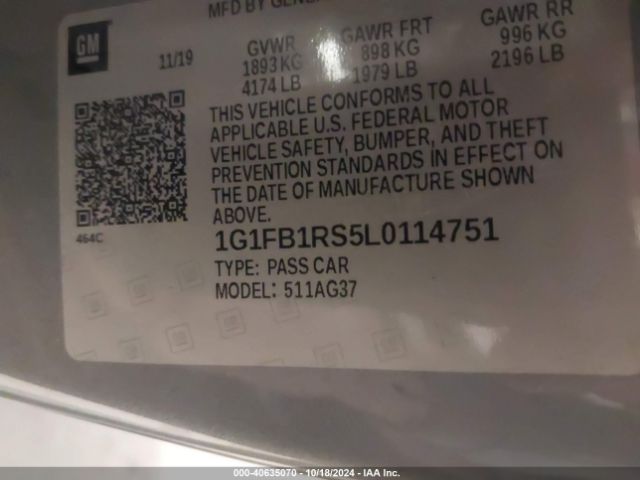 MFD BY
GM
11/19
GVWR
1893 KG
4174 LB
GAWR FRT
898 KG
1979 LB
GAWR RR
996 KG
2196 LB
THIS VEHICLE CONFORMS TO ALL
APPLICABLE U.S. FEDERAL MOTOR
VEHICLE SAFETY, BUMPER, AND THEFT
PREVENTION STANDARDS IN EFFECT ON
THE DATE OF MANUFACTURE SHOWN
ABOVE.
464C
1G1FB1RS5L0114751
TYPE: PASS CAR
MODEL: 511AG37
000-40635070 - 10/18/2024 - IAA Inc.